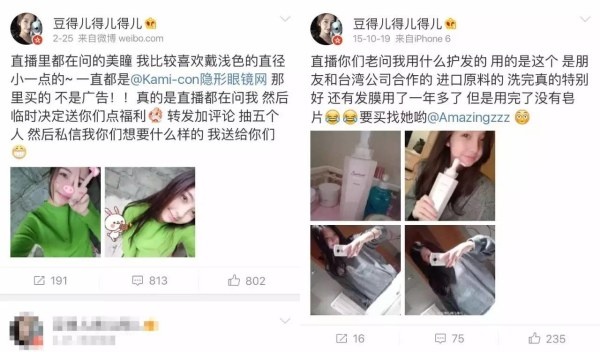 豆得儿得儿得儿
2-25 来自微博 weibo.com
直播里都在问的美瞳 我比较喜欢戴浅色的直径
小一点的~ 一直都是@Kami-con隐形眼镜网 那
里买的 不是广告！！真的是直播都在问我 然后
临时决定送你们点福利 转发加评论 抽五个
人 然后私信我你们想要什么样的 我送给你们
191 813 802
豆得儿得儿得儿
15-10-19 来自iPhone 6
直播你们老问我用什么护发的 用的是这个 是朋
友和台湾公司合作的 进口原料的 洗完真的特别
好 还有发膜用了一年多了 但是用完了没有皂
片 要买找她哟@Amazingzzz
16 75 235